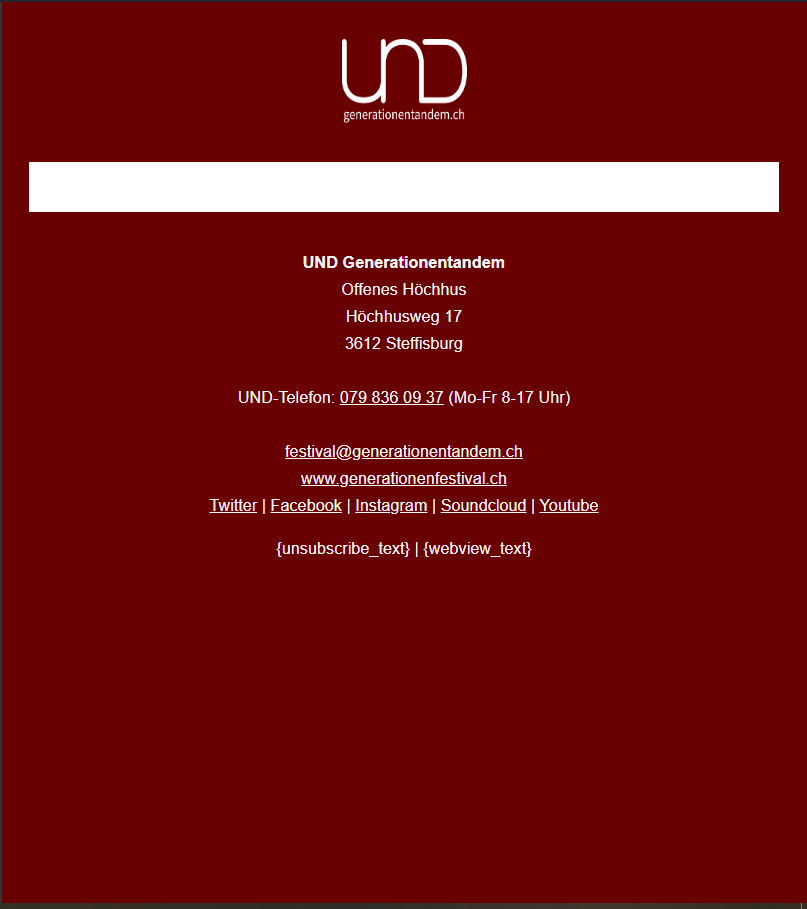 UND
generationentandem.ch
UND Generationentandem
Offenes Höchhus
Höchhusweg 17
3612 Steffisburg
UND-Telefon: 079 836 09 37 (Mo-Fr 8-17 Uhr)
festival@generationentandem.ch
www.generationenfestival.ch
Twitter | Facebook | Instagram | Soundcloud | Youtube
{unsubscribe_text} | {webview_text}